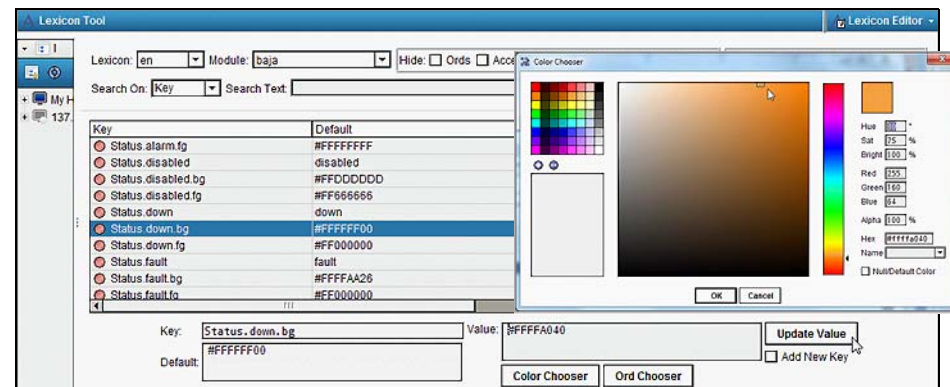 Lexicon Tool
Lexicon Editor
Lexicon: en Module: baja Hide: Ords Acce
Search On: Key Search Text:
My H
137.
Key Default
Status.alarm.fg #FFFFFFFF
Status.disabled disabled
Status.disabled.bg #FFDDDDDD
Status.disabled.fg #FF666666
Status.down down
Status.down.bg #FFFFFF00
Status.down.fg #FF000000
Status.fault fault
Status.fault.bg #FFFFAA26
Status.fault.fg #FF000000
Color Chooser
Hue °
Sat 75 %
Bright 100 %
Red 255
Green 160
Blue 64
Alpha 100 %
Hex #ffffa040
Name
Null/Default Color
OK Cancel
Key: Status.down.bg
Default: #FFFFFF00
Value: #FFFFA040
Update Value
Add New Key
Color Chooser Ord Chooser